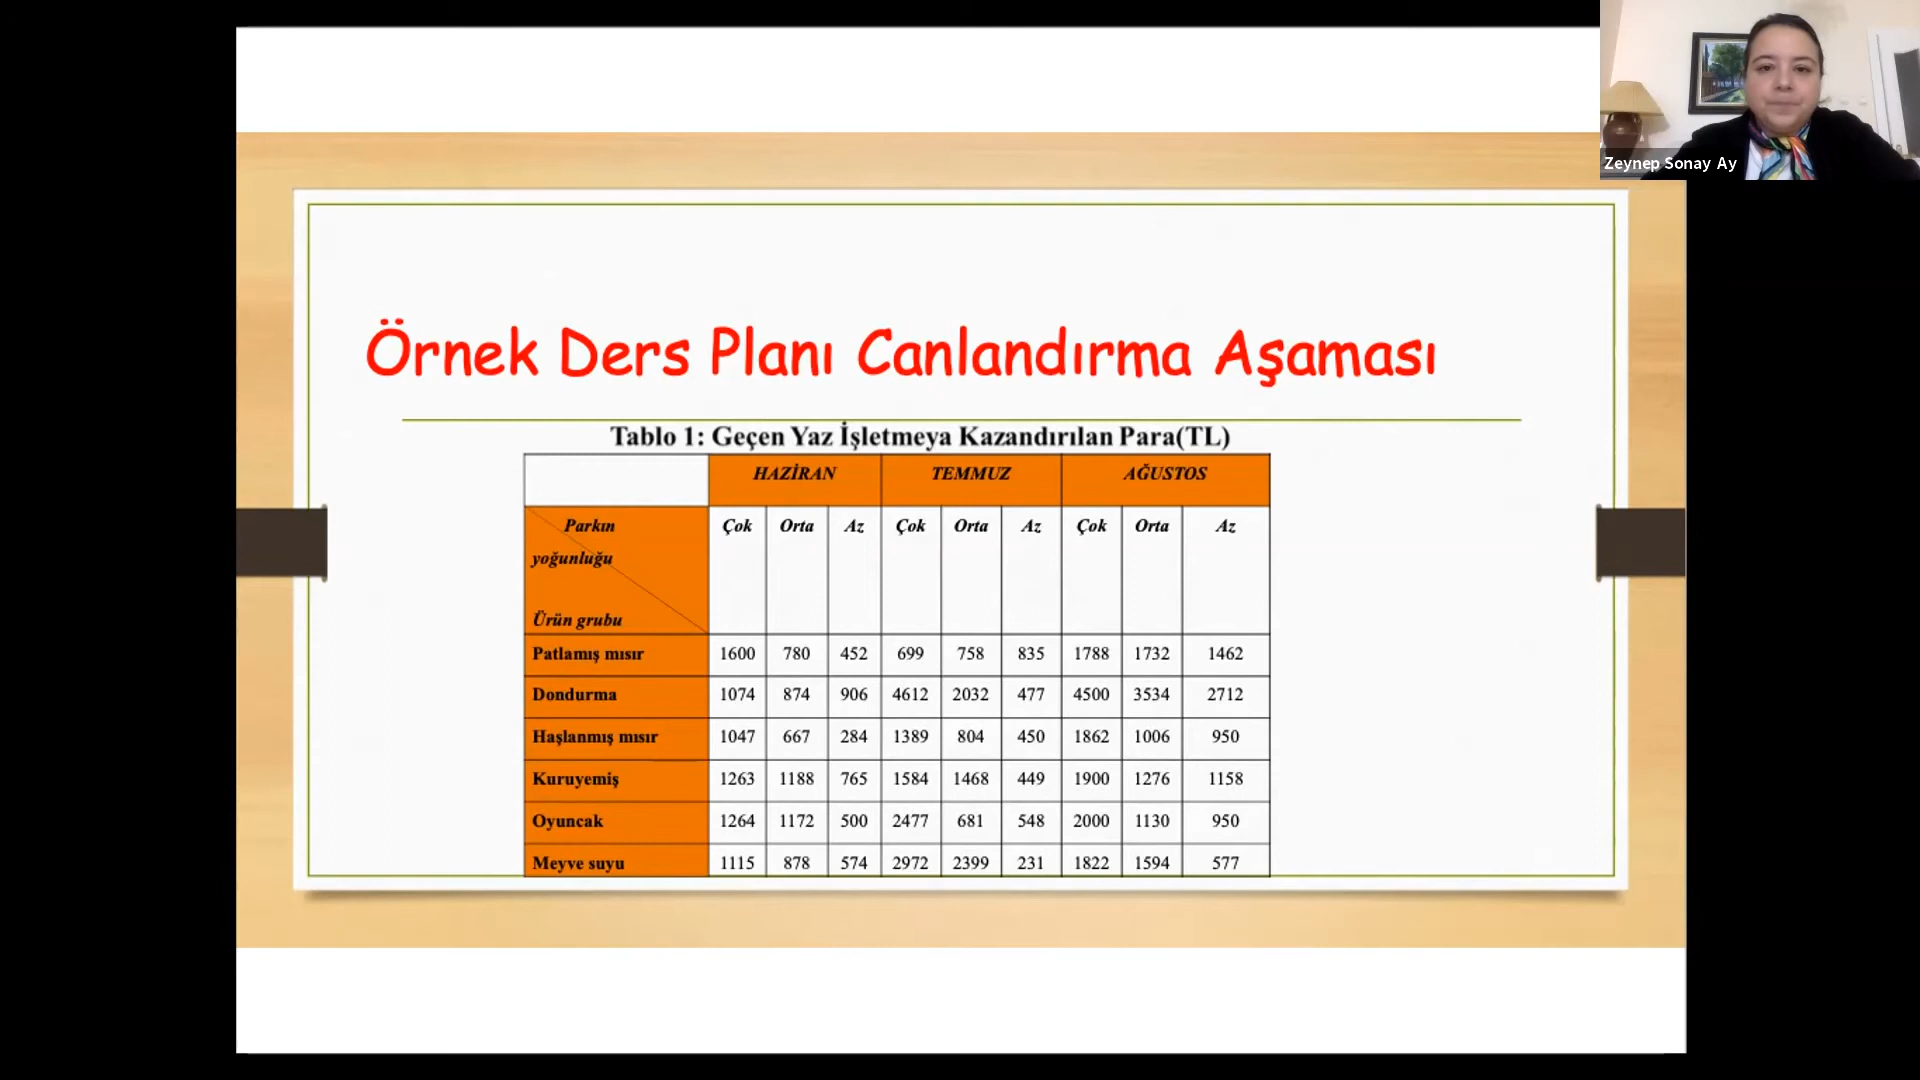 Zeynep Sonay Ay
Örnek Ders Planı Canlandırma Aşaması
Tablo 1: Geçen Yaz İşletmeye Kazandırılan Para(TL)
HAZİRAN TEMMUZ AĞUSTOS
Parkın Çok Orta Az Çok Orta Az Çok Orta Az
yoğunluğu
Ürün grubu
Patlamış mısır 1600 780 452 699 758 835 1788 1732 1462
Dondurma 1074 874 906 4612 2032 477 4500 3534 2712
Haşlanmış mısır 1047 667 284 1389 804 450 1862 1006 950
Kuruyemiş 1263 1188 765 1584 1468 449 1900 1276 1158
Oyuncak 1264 1172 500 2477 681 548 2000 1130 950
Meyve suyu 1115 878 574 2972 2399 231 1822 1594 577